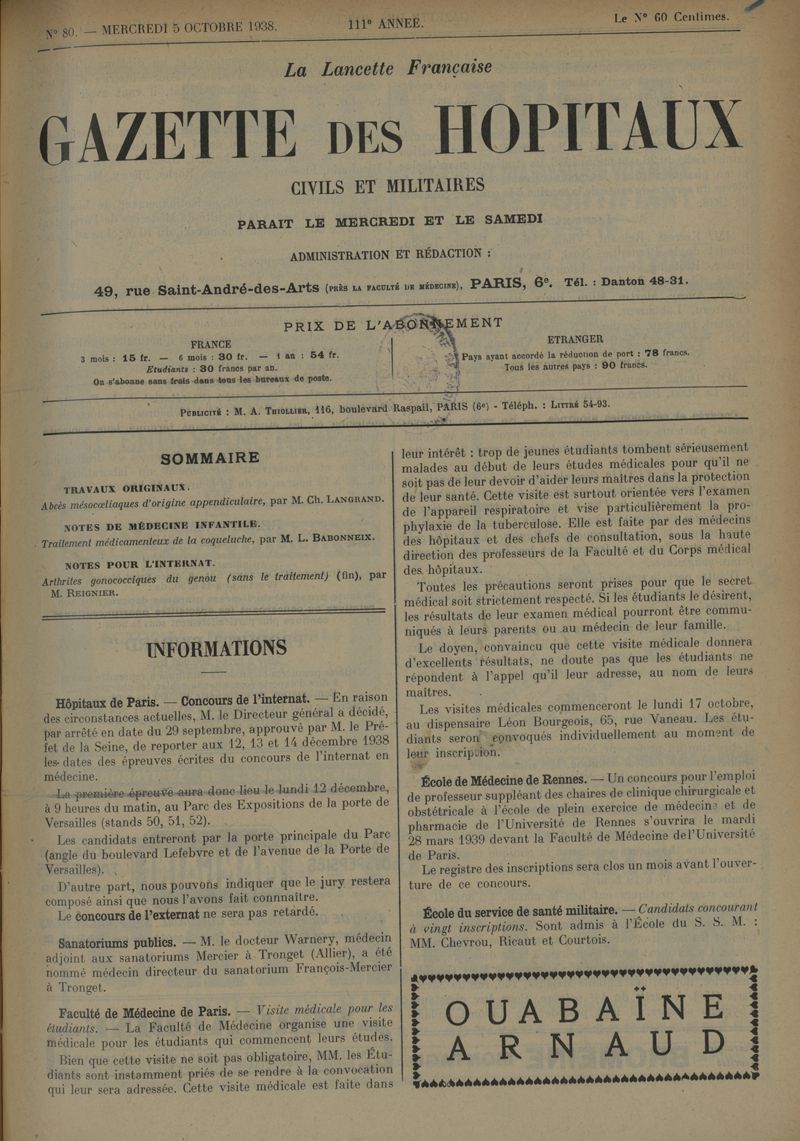 N° 80. — MERCREDI 5 OCTOBRE 1938.
111e ANNÉE.
Le N° 60 Centimes.
La Lancette Française
GAZETTE DES HOPITAUX
CIVILS ET MILITAIRES
PARAIT LE MERCREDI ET LE SAMEDI
ADMINISTRATION ET RÉDACTION :
49, rue Saint-André-des-Arts (PRÈS LA FACULTÉ DE MÉDECINE), PARIS, 6e. Tél. : Danton 48-31.
PRIX DE L'ABONNEMENT
FRANCE
3 mois : 15 fr. — 6 mois : 30 fr. — 1 an : 54 fr.
Etudiants : 30 francs par an.
On s'abonne sans frais dans tous les bureaux de poste.
ETRANGER
Pays ayant accordé la réduction de port : 78 francs.
Tous les autres pays : 90 francs.
PUBLICITÉ : M. A. THIOLLIER, 116, boulevard Raspail, PARIS (6e) - Téléph. : LITTRÉ 54-93.
SOMMAIRE
TRAVAUX ORIGINAUX.
Abcès mésocœliaques d'origine appendiculaire, par M. Ch. LANGRAND.
NOTES DE MÉDECINE INFANTILE.
Traitement médicamenteux de la coqueluche, par M. L. BABONNEIX.
NOTES POUR L'INTERNAT.
Arthrites gonococciques du genou (sans le traitement) (fin), par
M. REIGNIER.
INFORMATIONS
Hôpitaux de Paris. — Concours de l'internat. — En raison
des circonstances actuelles, M. le Directeur général a décidé,
par arrêté en date du 29 septembre, approuvé par M. le Pré-
fet de la Seine, de reporter aux 12, 13 et 14 décembre 1938
les dates des épreuves écrites du concours de l'internat en
médecine.
La première épreuve aura donc lieu le lundi 12 décembre,
à 9 heures du matin, au Parc des Expositions de la porte de
Versailles (stands 50, 51, 52).
Les candidats entreront par la porte principale du Parc
(angle du boulevard Lefebvre et de l'avenue de la Porte de
Versailles).
D'autre part, nous pouvons indiquer que le jury restera
composé ainsi que nous l'avons fait connnaître.
Le concours de l'externat ne sera pas retardé.
Sanatoriums publics. — M. le docteur Warnery, médecin
adjoint aux sanatoriums Mercier à Tronget (Allier), a été
nommé médecin directeur du sanatorium François-Mercier
à Tronget.
Faculté de Médecine de Paris. — Visite médicale pour les
étudiants. — La Faculté de Médecine organise une visite
médicale pour les étudiants qui commencent leurs études.
Bien que cette visite ne soit pas obligatoire, MM. les Étu-
diants sont instamment priés de se rendre à la convocation
qui leur sera adressée. Cette visite médicale est faite dans
leur intérêt : trop de jeunes étudiants tombent sérieusement
malades au début de leurs études médicales pour qu'il ne
soit pas de leur devoir d'aider leurs maîtres dans la protection
de leur santé. Cette visite est surtout orientée vers l'examen
de l'appareil respiratoire et vise particulièrement la pro-
phylaxie de la tuberculose. Elle est faite par des médecins
des hôpitaux et des chefs de consultation, sous la haute
direction des professeurs de la Faculté et du Corps médical
des hôpitaux.
Toutes les précautions seront prises pour que le secret
médical soit strictement respecté. Si les étudiants le désirent,
les résultats de leur examen médical pourront être commu-
niqués à leurs parents ou au médecin de leur famille.
Le doyen, convaincu que cette visite médicale donnera
d'excellents résultats, ne doute pas que les étudiants ne
répondent à l'appel qu'il leur adresse, au nom de leurs
maîtres.
Les visites médicales commenceront le lundi 17 octobre,
au dispensaire Léon Bourgeois, 65, rue Vaneau. Les étu-
diants seront convoqués individuellement au moment de
leur inscription.
École de Médecine de Rennes. — Un concours pour l'emploi
de professeur suppléant des chaires de clinique chirurgicale et
obstétricale à l'école de plein exercice de médecine et de
pharmacie de l'Université de Rennes s'ouvrira le mardi
28 mars 1939 devant la Faculté de Médecine del'Université
de Paris.
Le registre des inscriptions sera clos un mois avant l'ouver-
ture de ce concours.
École du service de santé militaire. — Candidats concourant
à vingt inscriptions. Sont admis à l'École du S. S. M. :
MM. Chevrou, Ricaut et Courtois.
OUABAÏNE
ARNAUD